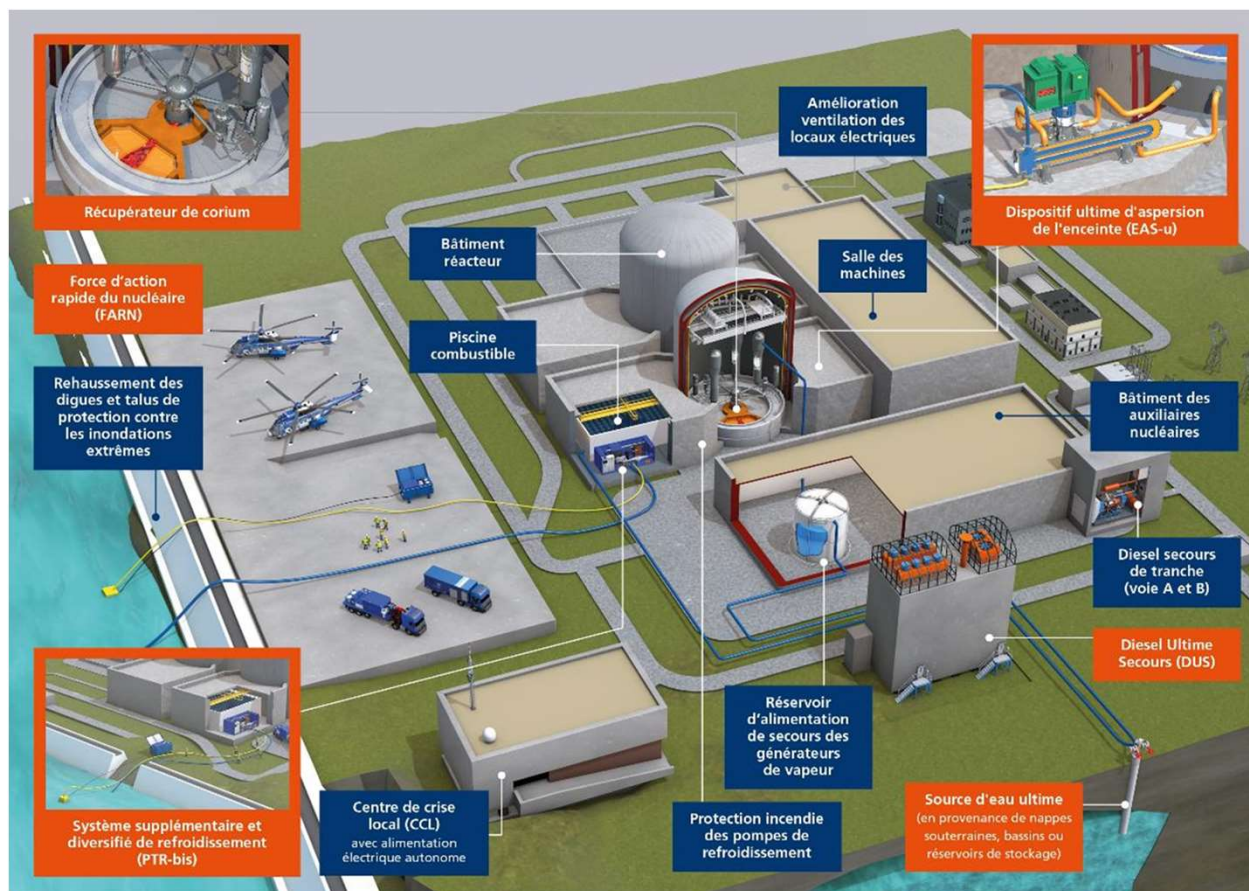 Récupérateur de corium
Force d'action
rapide du nucléaire
(FARN)
Rehaussement des
digues et talus de
protection contre
les inondations
extrêmes
Bâtiment
réacteur
Piscine
combustible
Amélioration
ventilation des
locaux électriques
Salle des
machines
Dispositif ultime d'aspersion
de l'enceinte (EAS-u)
Bâtiment des
auxiliaires
nucléaires
Diesel secours
de tranche
(voie A et B)
Diesel Ultime
Secours (DUS)
Système supplémentaire et
diversifié de refroidissement
(PTR-bis)
Centre de crise
local (CCL)
avec alimentation
électrique autonome
Réservoir
d'alimentation
de secours des
générateurs
de vapeur
Protection incendie
des pompes de
refroidissement
Source d'eau ultime
(en provenance de nappes
souterraines, bassins ou
réservoirs de stockage)